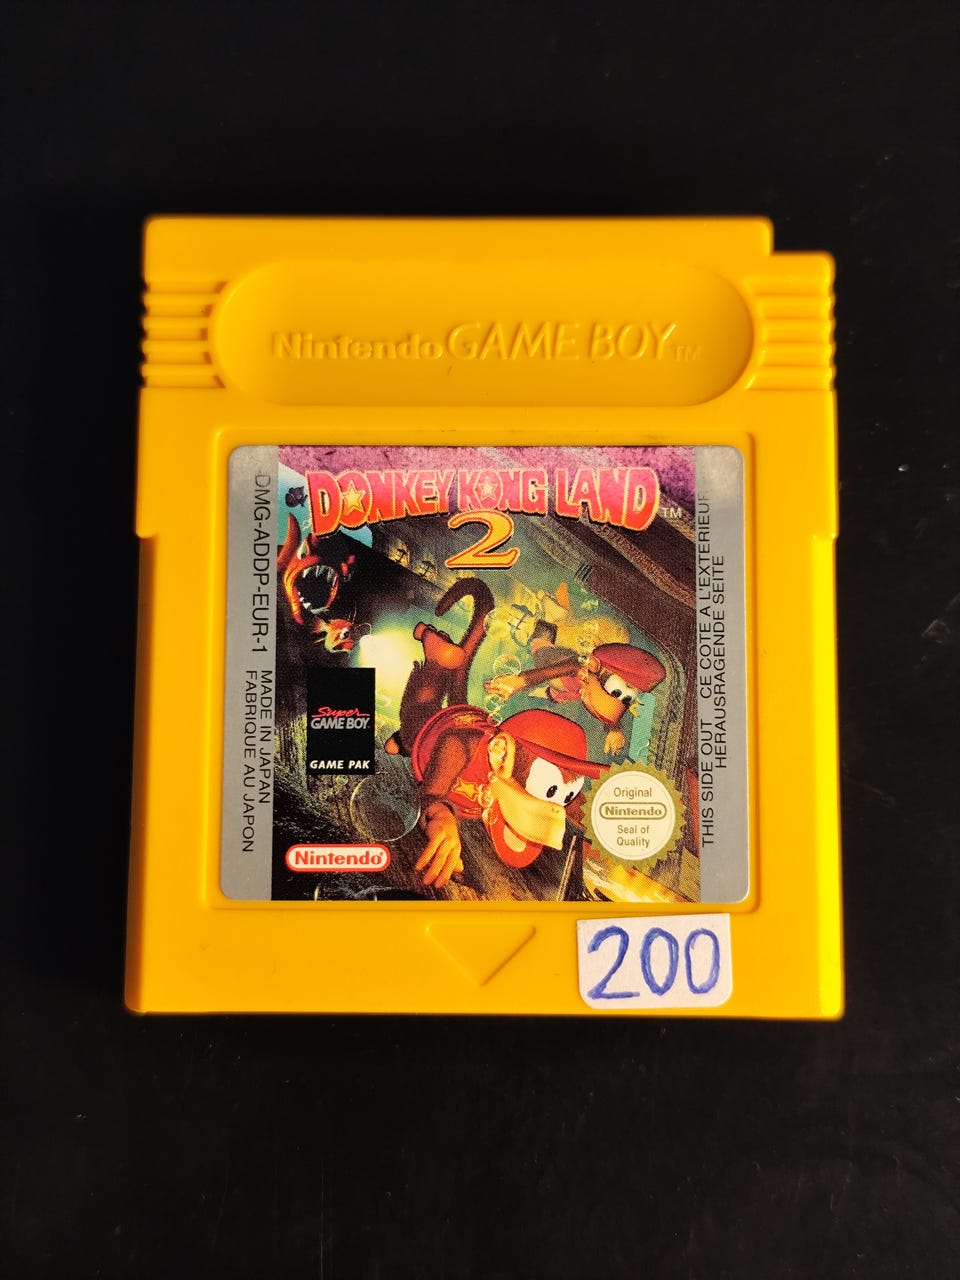 Nintendo GAME BOY TM
DONKEY KONG LAND TM
2
DMG-ADDP-EUR-1 MADE IN JAPAN
FABRIQUE AU JAPON
Super
GAME BOY
GAME PAK
Nintendo
Original
Nintendo
Seal of
Quality
THIS SIDE OUT CE COTE A L'EXTERIEUR
HERAUSRAGENDE SEITE
200